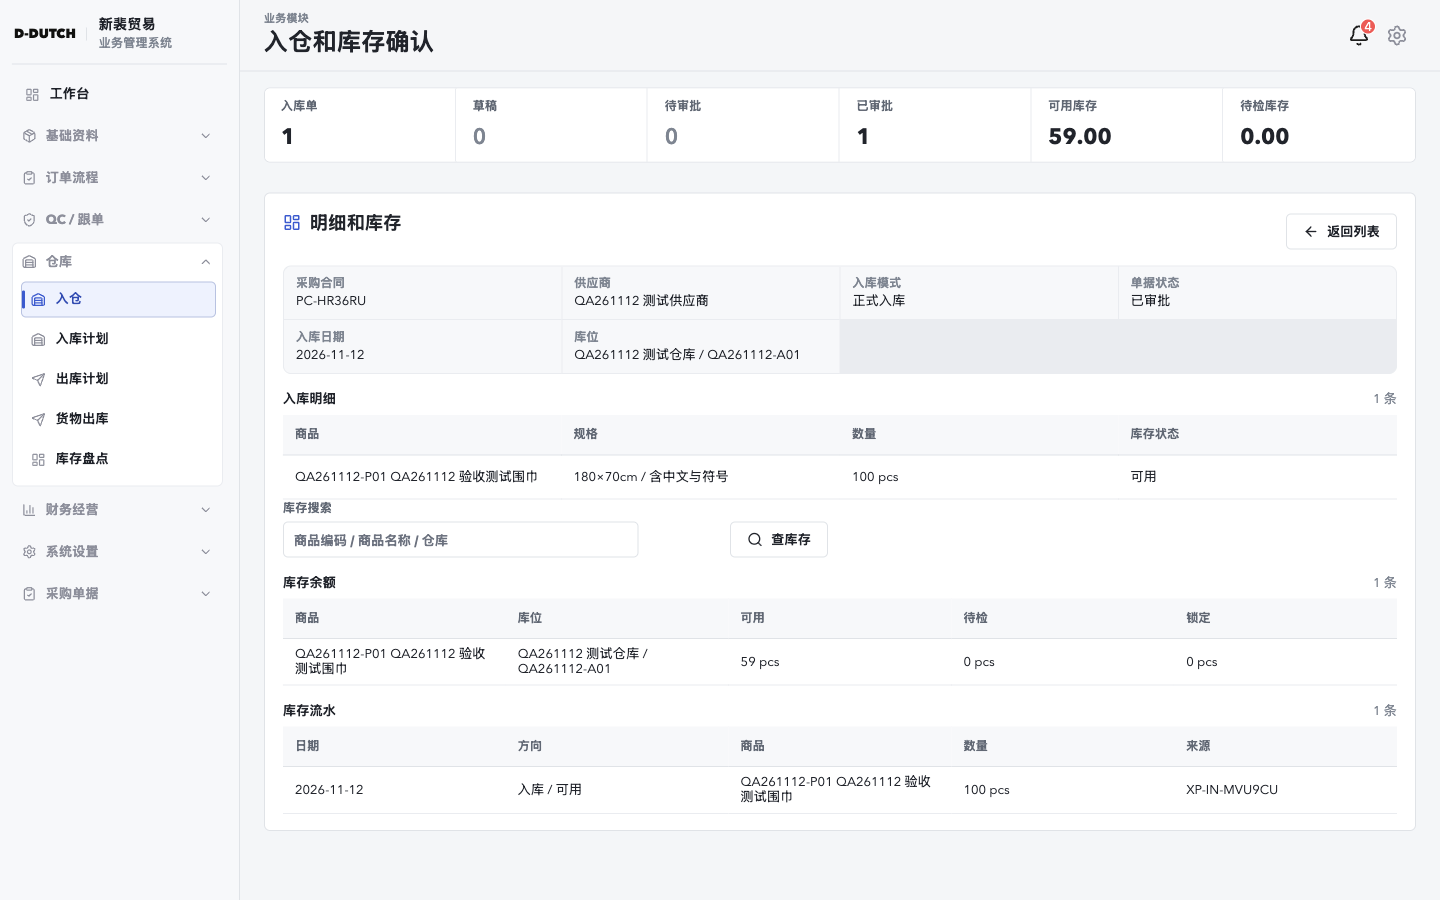 D-DUTCH
新裴贸易
业务管理系统
工作台
基础资料
订单流程
QC / 跟单
仓库
入仓
入库计划
出库计划
货物出库
库存盘点
财务经营
系统设置
采购单据
业务模块
入仓和库存确认
4
入库单
1
草稿
0
待审批
0
已审批
1
可用库存
59.00
待检库存
0.00
明细和库存
返回列表
采购合同
PC-HR36RU
供应商
QA261112 测试供应商
入库模式
正式入库
单据状态
已审批
入库日期
2026-11-12
库位
QA261112 测试仓库 / QA261112-A01
入库明细 1 条
商品 规格 数量 库存状态
QA261112-P01 QA261112 验收测试围巾 180×70cm / 含中文与符号 100 pcs 可用
库存搜索
商品编码 / 商品名称 / 仓库 查库存
库存余额 1 条
商品 库位 可用 待检 锁定
QA261112-P01 QA261112 验收
测试围巾
QA261112 测试仓库 /
QA261112-A01
59 pcs 0 pcs 0 pcs
库存流水 1 条
日期 方向 商品 数量 来源
2026-11-12 入库 / 可用
QA261112-P01 QA261112 验收
测试围巾
100 pcs XP-IN-MVU9CU